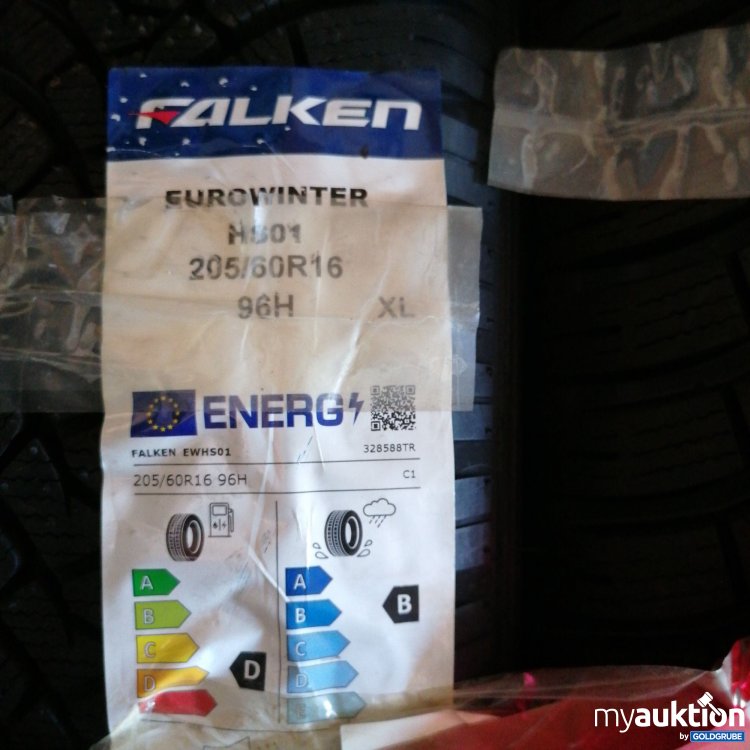 FALKEN
EUROWINTER
HS01
205/60R16
96H XL
ENERG
FALKEN EWHS01 328588TR
205/60R16 96H C1
A
B
C
D
D
A
B
C
D
E
B
myauktion
by GOLDGRUBE